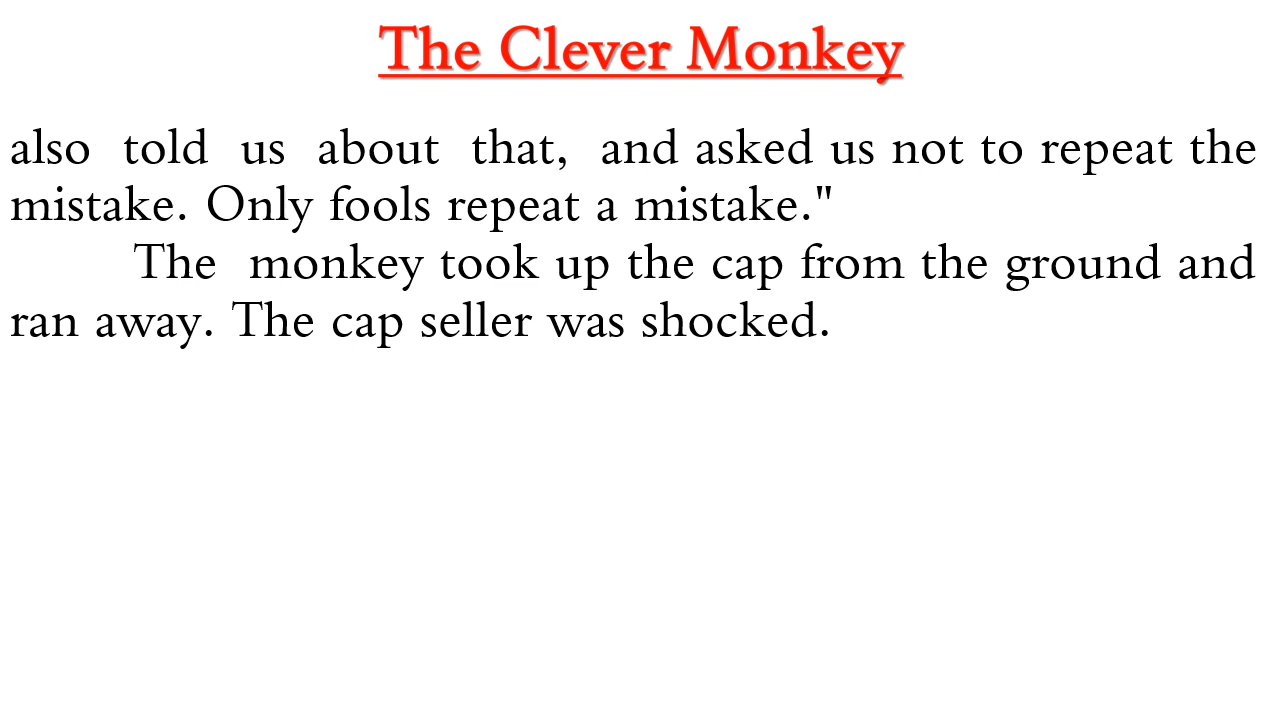 The Clever Monkey
also told us about that, and asked us not to repeat the
mistake. Only fools repeat a mistake."
The monkey took up the cap from the ground and
ran away. The cap seller was shocked.